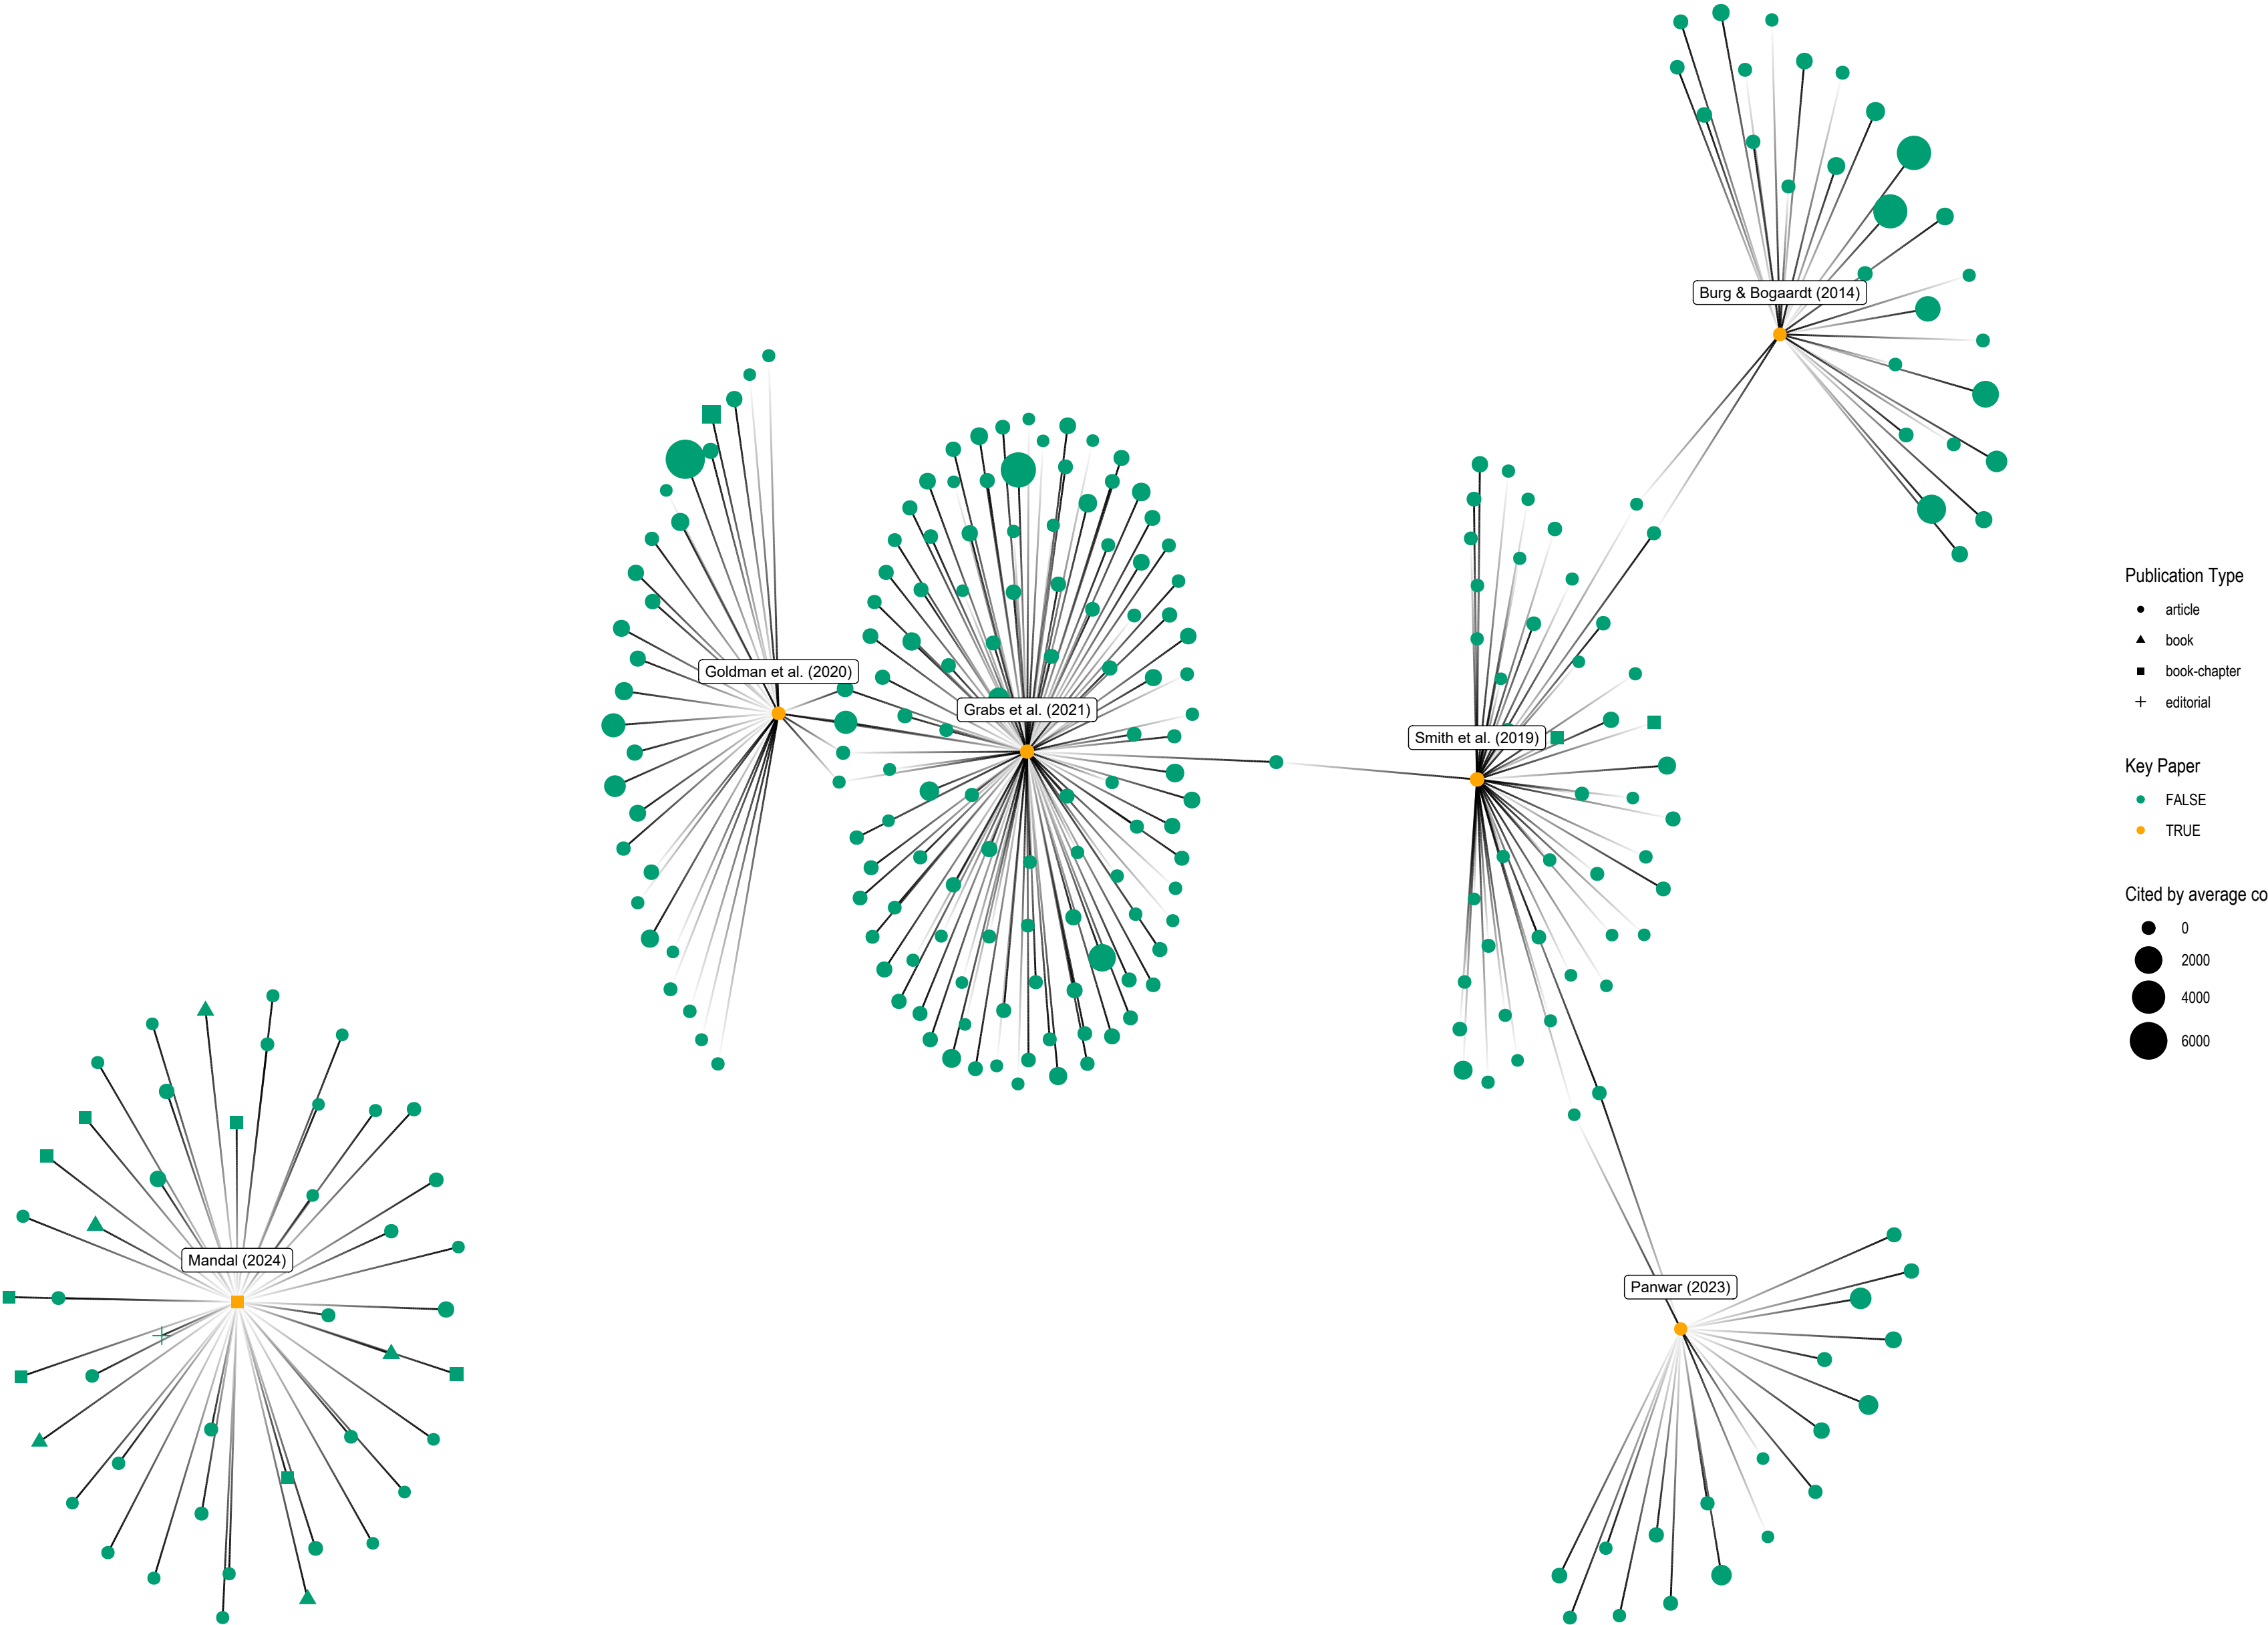 Burg & Bogaardt (2014)
Goldman et al. (2020)
Grabs et al. (2021)
Smith et al. (2019)
Mandal (2024)
Panwar (2023)
Publication Type
article
book
book-chapter
editorial
Key Paper
FALSE
TRUE
Cited by average co
0
2000
4000
6000